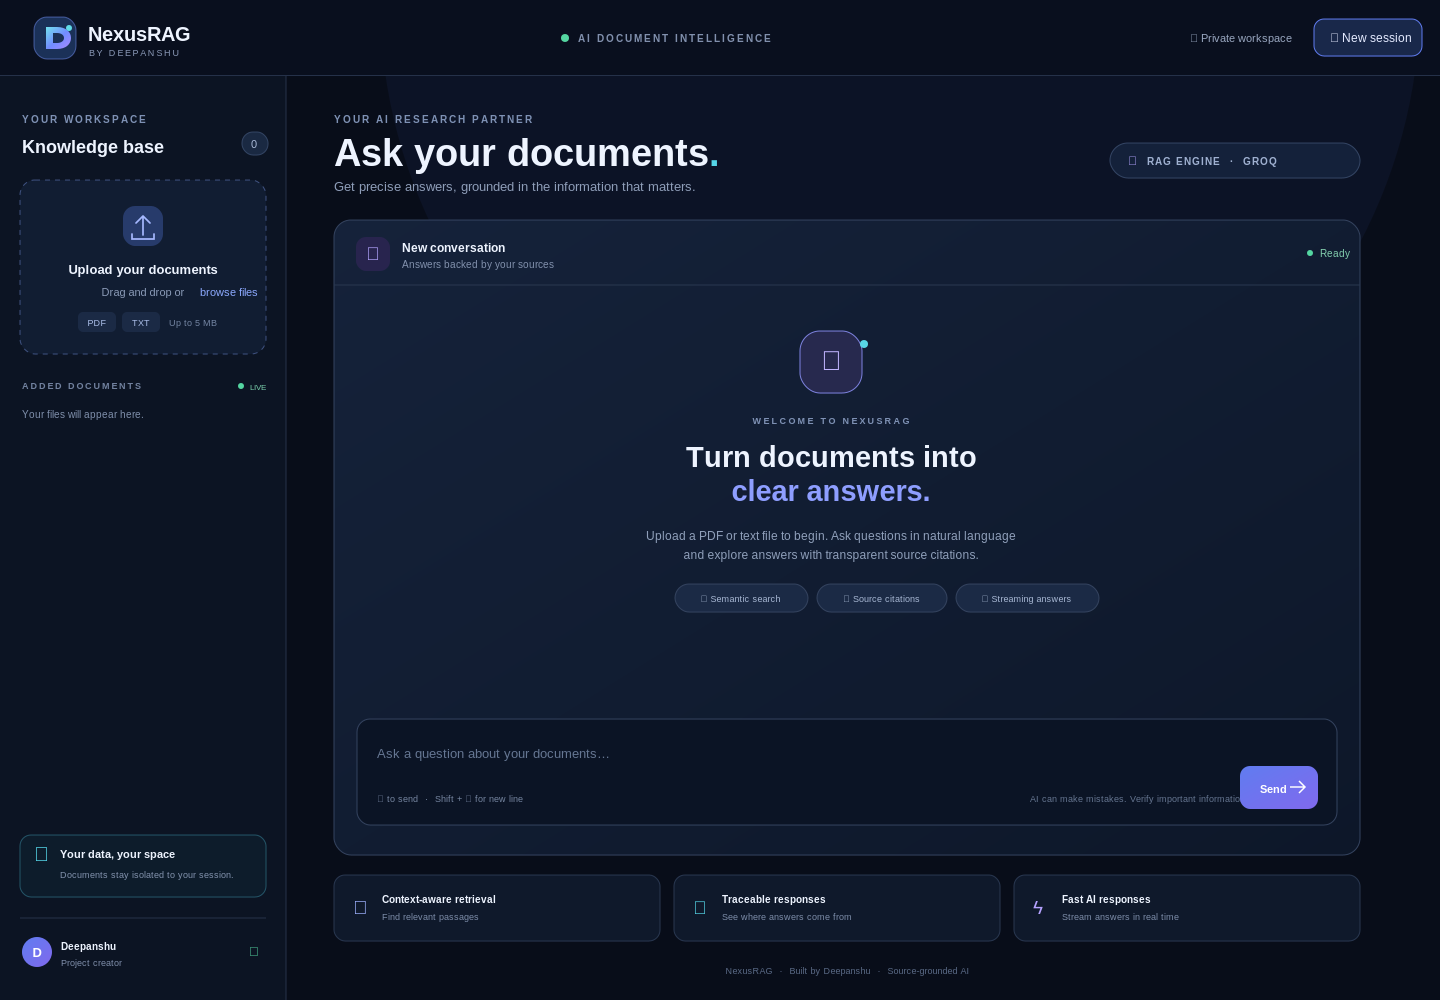 NexusRAG
BY DEEPANSHU
AI DOCUMENT INTELLIGENCE
Private workspace
New session
YOUR WORKSPACE
Knowledge base
0
Upload your documents
Drag and drop or browse files
PDF TXT Up to 5 MB
ADDED DOCUMENTS
LIVE
Your files will appear here.
Your data, your space
Documents stay isolated to your session.
D
Deepanshu
Project creator
YOUR AI RESEARCH PARTNER
Ask your documents.
Get precise answers, grounded in the information that matters.
RAG ENGINE · GROQ
New conversation
Answers backed by your sources
Ready
WELCOME TO NEXUSRAG
Turn documents into
clear answers.
Upload a PDF or text file to begin. Ask questions in natural language
and explore answers with transparent source citations.
Semantic search
Source citations
Streaming answers
Ask a question about your documents…
to send · Shift + for new line
AI can make mistakes. Verify important informatio
Send
Context-aware retrieval
Find relevant passages
Traceable responses
See where answers come from
Fast AI responses
Stream answers in real time
NexusRAG · Built by Deepanshu · Source-grounded AI